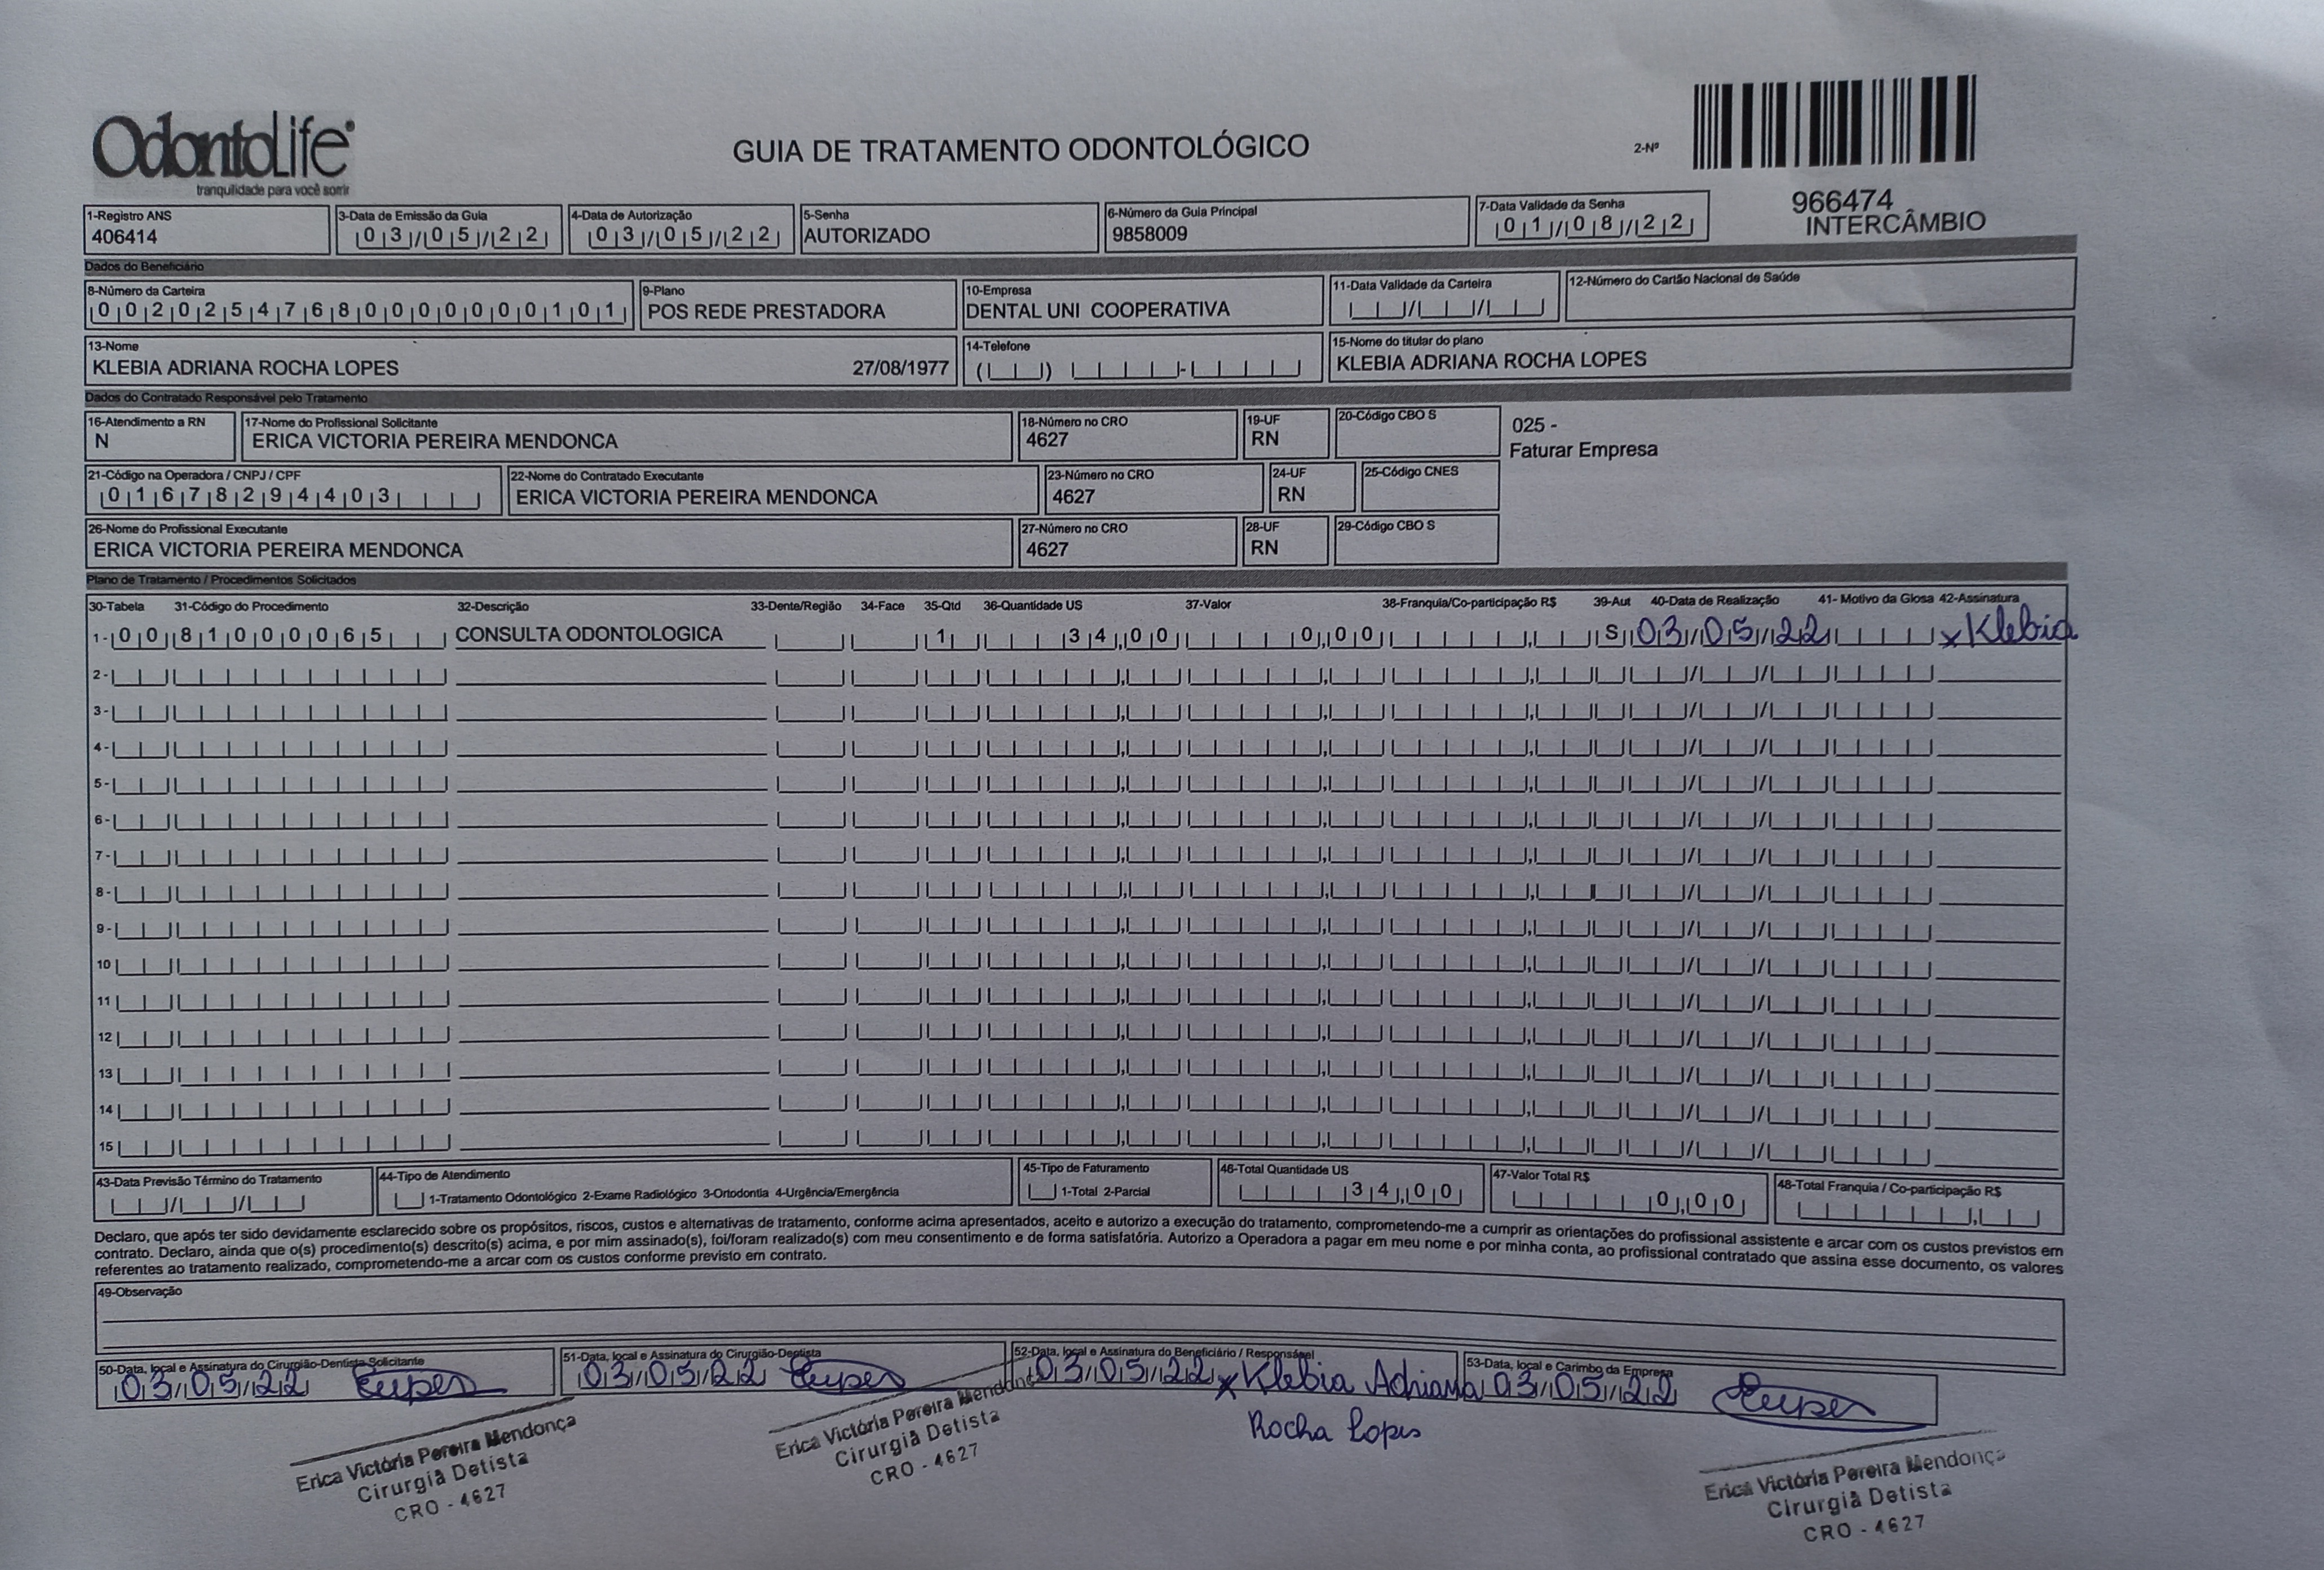 OdontoLife®
tranquilidade para você sorrir
GUIA DE TRATAMENTO ODONTOLÓGICO
2-Nº
966474
INTERCÂMBIO
1-Registro ANS
406414
3-Data de Emissão da Guia
03/05/22
4-Data de Autorização
03/05/22
5-Senha
AUTORIZADO
6-Número da Guia Principal
9858009
7-Data Validade da Senha
01/08/22
Dados do Beneficiário
8-Número da Carteira
00202547680000000101
9-Plano
POS REDE PRESTADORA
10-Empresa
DENTAL UNI COOPERATIVA
11-Data Validade da Carteira
12-Número do Cartão Nacional de Saúde
13-Nome
KLEBIA ADRIANA ROCHA LOPES 27/08/1977
14-Telefone
15-Nome do titular do plano
KLEBIA ADRIANA ROCHA LOPES
Dados do Contratado Responsável pelo Tratamento
16-Atendimento a RN
N
17-Nome do Profissional Solicitante
ERICA VICTORIA PEREIRA MENDONCA
18-Número no CRO
4627
19-UF
RN
20-Código CBO S
025 -
Faturar Empresa
21-Código na Operadora / CNPJ / CPF
01678294403
22-Nome do Contratado Executante
ERICA VICTORIA PEREIRA MENDONCA
23-Número no CRO
4627
24-UF
RN
25-Código CNES
26-Nome do Profissional Executante
ERICA VICTORIA PEREIRA MENDONCA
27-Número no CRO
4627
28-UF
RN
29-Código CBO S
Plano de Tratamento / Procedimentos Solicitados
30-Tabela 31-Código do Procedimento 32-Descrição 33-Dente/Região 34-Face 35-Qtd 36-Quantidade US 37-Valor 38-Franquia/Co-participação R$ 39-Aut 40-Data de Realização 41- Motivo da Glosa 42-Assinatura
1- 00 81000065 CONSULTA ODONTOLOGICA 1 34,00 0,00 S 03/05/22 x Klebia
2-
3-
4-
5-
6-
7-
8-
9-
10
11
12
13
14
15
43-Data Previsão Término do Tratamento
44-Tipo de Atendimento
1-Tratamento Odontológico 2-Exame Radiológico 3-Ortodontia 4-Urgência/Emergência
45-Tipo de Faturamento
1-Total 2-Parcial
46-Total Quantidade US
34,00
47-Valor Total R$
0,00
48-Total Franquia / Co-participação R$
Declaro, que após ter sido devidamente esclarecido sobre os propósitos, riscos, custos e alternativas de tratamento, conforme acima apresentados, aceito e autorizo a execução do tratamento, comprometendo-me a cumprir as orientações do profissional assistente e arcar com os custos previstos em
contrato. Declaro, ainda que o(s) procedimento(s) descrito(s) acima, e por mim assinado(s), foi/foram realizado(s) com meu consentimento e de forma satisfatória. Autorizo a Operadora a pagar em meu nome e por minha conta, ao profissional contratado que assina esse documento, os valores
referentes ao tratamento realizado, comprometendo-me a arcar com os custos conforme previsto em contrato.
49-Observação
50-Data, local e Assinatura do Cirurgião-Dentista Solicitante
03/05/22
51-Data, local e Assinatura do Cirurgião-Dentista
03/05/22
52-Data, local e Assinatura do Beneficiário / Responsável
03/05/22 x Klebia Adriana
Rocha Lopes
53-Data, local e Carimbo da Empresa
03/05/22
Erica Victória Pereira Mendonça
Cirurgiã Detista
CRO - 4627
Erica Victória Pereira Mendonça
Cirurgiã Detista
CRO - 4627
Erica Victória Pereira Mendonça
Cirurgiã Detista
CRO - 4627